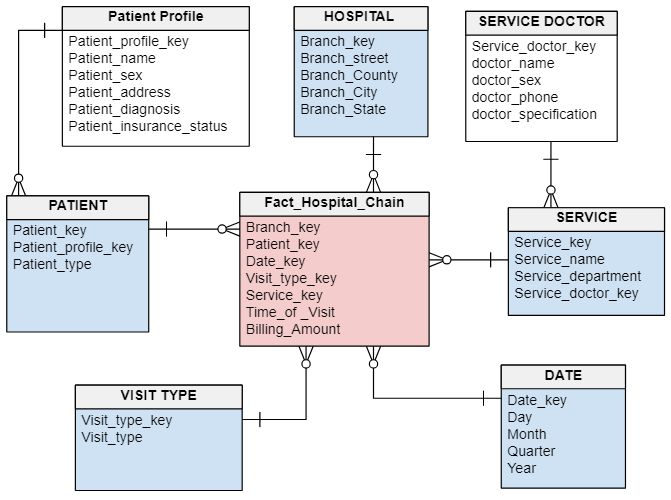 Patient Profile
Patient_profile_key
Patient_name
Patient_sex
Patient_address
Patient_diagnosis
Patient_insurance_status
HOSPITAL
Branch_key
Branch_street
Branch_County
Branch_City
Branch_State
SERVICE DOCTOR
Service_doctor_key
doctor_name
doctor_sex
doctor_phone
doctor_specification
PATIENT
Patient_key
Patient_profile_key
Patient_type
Fact_Hospital_Chain
Branch_key
Patient_key
Date_key
Visit_type_key
Service_key
Time_of _Visit
Billing_Amount
SERVICE
Service_key
Service_name
Service_department
Service_doctor_key
VISIT TYPE
Visit_type_key
Visit_type
DATE
Date_key
Day
Month
Quarter
Year